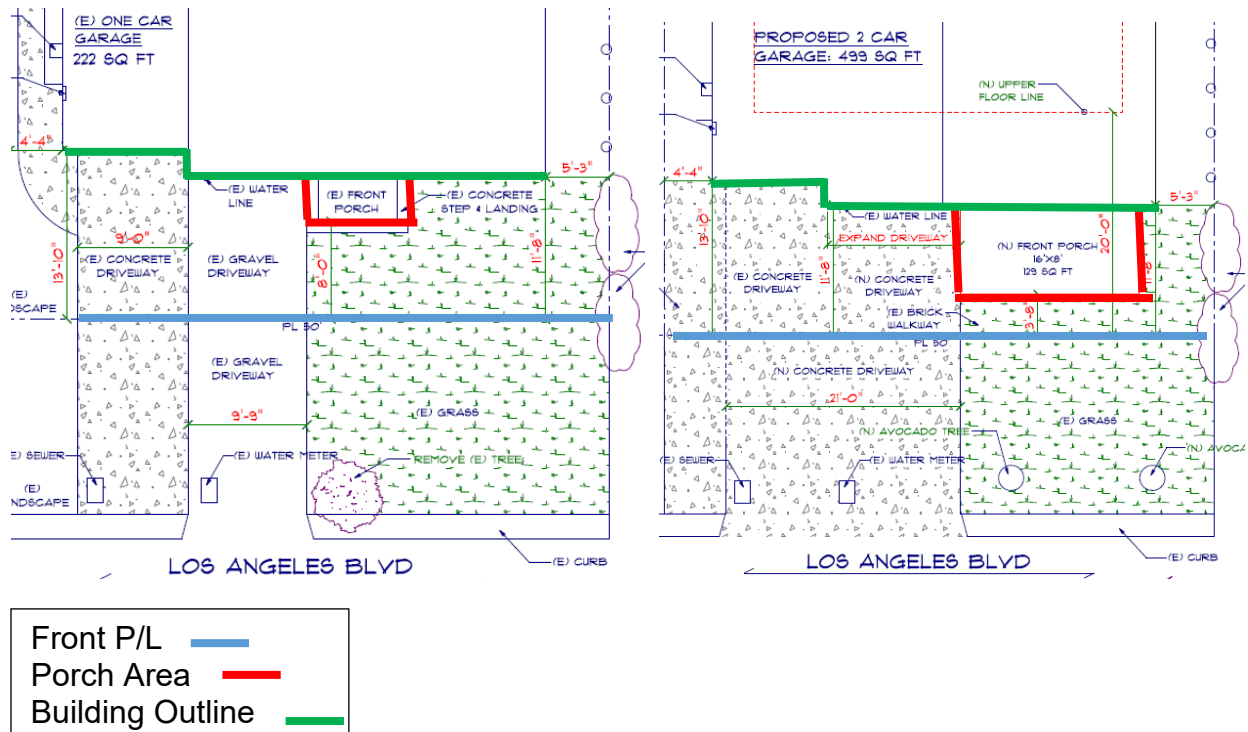 (E) ONE CAR
GARAGE
222 SQ FT
4'-4"
5'-3"
(E) WATER
LINE
(E) FRONT
PORCH
(E) CONCRETE
STEP & LANDING
13'-10"
9'-0"
(E) CONCRETE
DRIVEWAY
(E) GRAVEL
DRIVEWAY
8'-0"
11'-8"
(E)
DSCAPE
PL 50'
(E) GRAVEL
DRIVEWAY
9'-9"
(E) GRASS
(E) SEWER
(E) WATER METER
REMOVE (E) TREE
(E)
NDSCAPE
LOS ANGELES BLVD
(E) CURB
PROPOSED 2 CAR
GARAGE: 499 SQ FT
(N) UPPER
FLOOR LINE
4'-4"
5'-3"
(E) WATER LINE
EXPAND DRIVEWAY
13'-10"
11'-8"
20'-0"
11'-8"
(N) FRONT PORCH
16'X8'
129 SQ FT
(E) CONCRETE
DRIVEWAY
(N) CONCRETE
DRIVEWAY
(E) BRICK
WALKWAY
3'-8"
PL 50'
(N) CONCRETE DRIVEWAY
21'-0"
(E) GRASS
(N) AVOCADO TREE
(N) AVOCA
(E) SEWER
(E) WATER METER
LOS ANGELES BLVD
(E) CURB
Front P/L
Porch Area
Building Outline